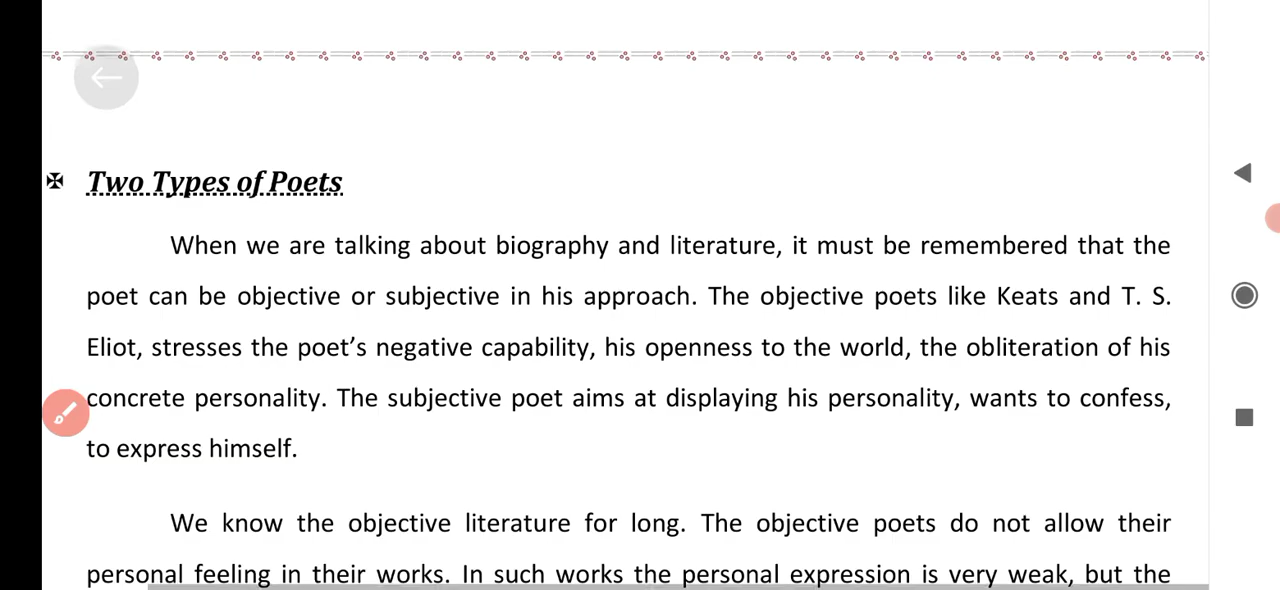 Two Types of Poets
When we are talking about biography and literature, it must be remembered that the
poet can be objective or subjective in his approach. The objective poets like Keats and T. S.
Eliot, stresses the poet’s negative capability, his openness to the world, the obliteration of his
concrete personality. The subjective poet aims at displaying his personality, wants to confess,
to express himself.
We know the objective literature for long. The objective poets do not allow their
personal feeling in their works. In such works the personal expression is very weak, but the